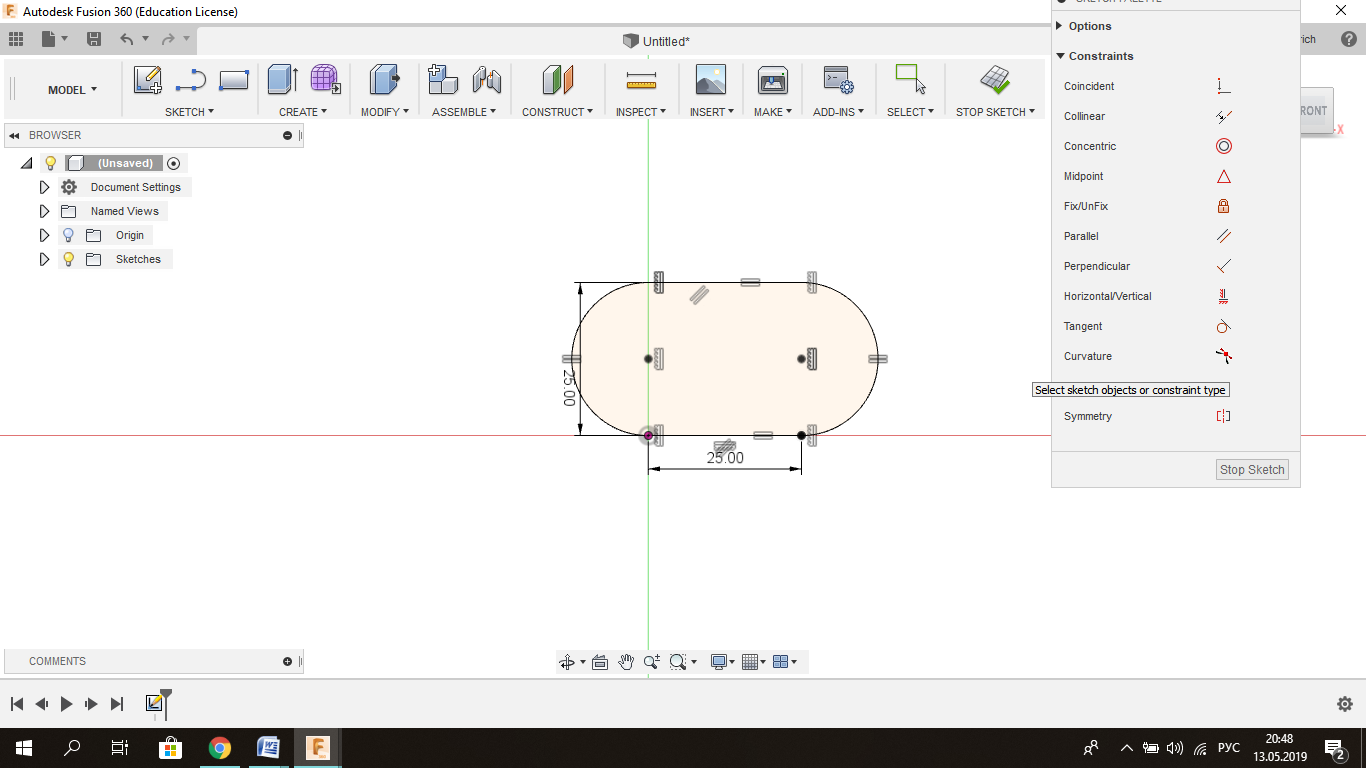 Autodesk Fusion 360 (Education License)
Untitled*
rich
MODEL
SKETCH
CREATE
MODIFY
ASSEMBLE
CONSTRUCT
INSPECT
INSERT
MAKE
ADD-INS
SELECT
STOP SKETCH
BROWSER
(Unsaved)
Document Settings
Named Views
Origin
Sketches
25.00
25.00
SKETCH PALETTE
Options
Constraints
Coincident
Collinear
Concentric
Midpoint
Fix/UnFix
Parallel
Perpendicular
Horizontal/Vertical
Tangent
Curvature
Select sketch objects or constraint type
Symmetry
Stop Sketch
RONT
X
COMMENTS
РУС
20:48
13.05.2019
2